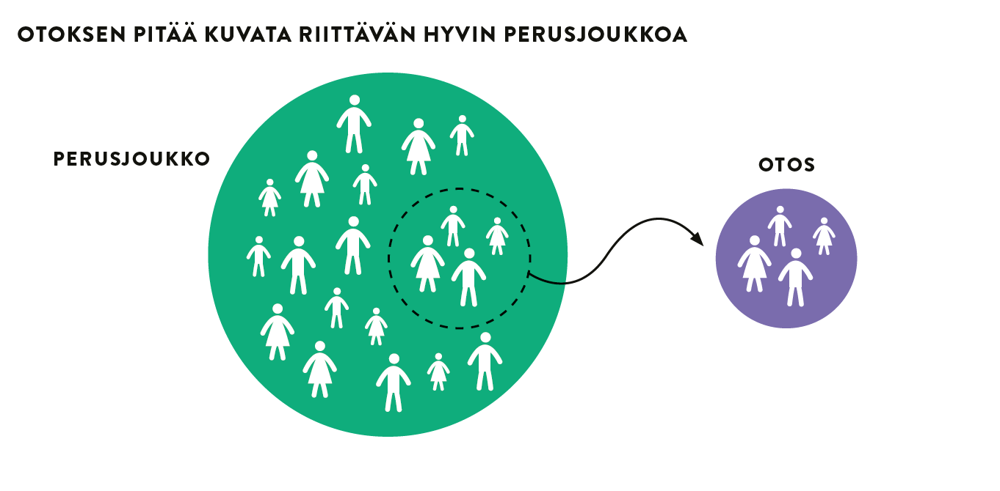 OTOKSEN PITÄÄ KUVATA RIITTÄVÄN HYVIN PERUSJOUKKOA
PERUSJOUKKO
OTOS